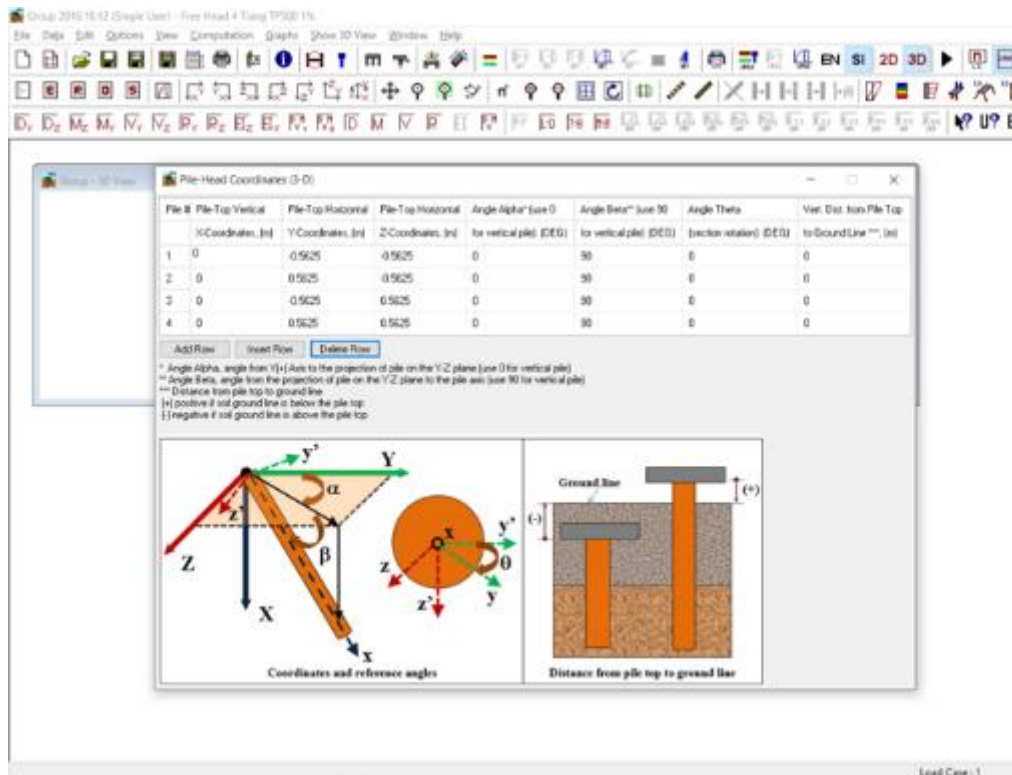 Group 2016.10.12 (Single User) - Free Head 4 Tiang TP500 1%
File Data Edit Options View Computation Graphs Show 3D View Window Help
EN SI 2D 3D
Group - 3D View
Pile-Head Coordinates (3-D)
Pile # Pile-Top Vertical Pile-Top Horizontal Pile-Top Horizontal Angle Alpha* (use 0 Angle Beta** (use 90 Angle Theta Vert. Dist. from Pile Top
X-Coordinates, (m) Y-Coordinates, (m) Z-Coordinates, (m) for vertical pile) (DEG) for vertical pile) (DEG) (section rotation) (DEG) to Ground Line ***, (m)
1 0 -0.5625 -0.5625 0 90 0 0
2 0 0.5625 -0.5625 0 90 0 0
3 0 -0.5625 0.5625 0 90 0 0
4 0 0.5625 0.5625 0 90 0 0
Add Row Insert Row Delete Row
* Angle Alpha, angle from Y(+) Axis to the projection of pile on the Y-Z plane (use 0 for vertical pile)
** Angle Beta, angle from the projection of pile on the Y-Z plane to the pile axis (use 90 for vertical pile)
*** Distance from pile top to ground line
(+) positive if soil ground line is below the pile top
(-) negative if soil ground line is above the pile top
y' Y
α
z'
β
Z
X
x
x y'
z θ
z' y
Coordinates and reference angles
Ground line
(+)
(-)
Distance from pile top to ground line
Load Case : 1